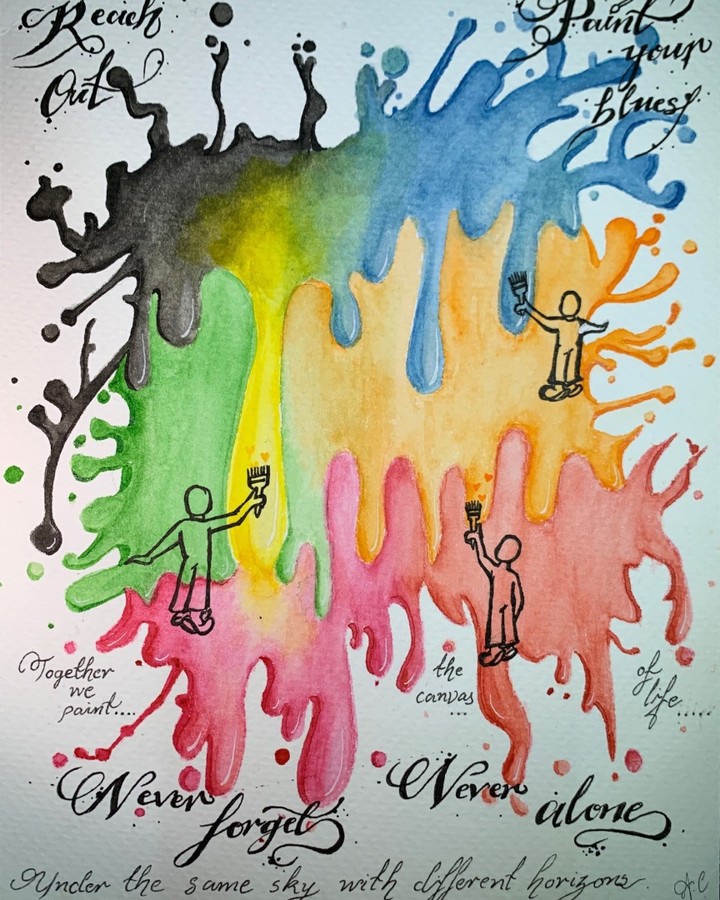 Reach
Out
Paint
your
blues
Together
we
paint....
the
canvas
...
of
life.....
Never
forget
Never
alone
Under the same sky with different horizons